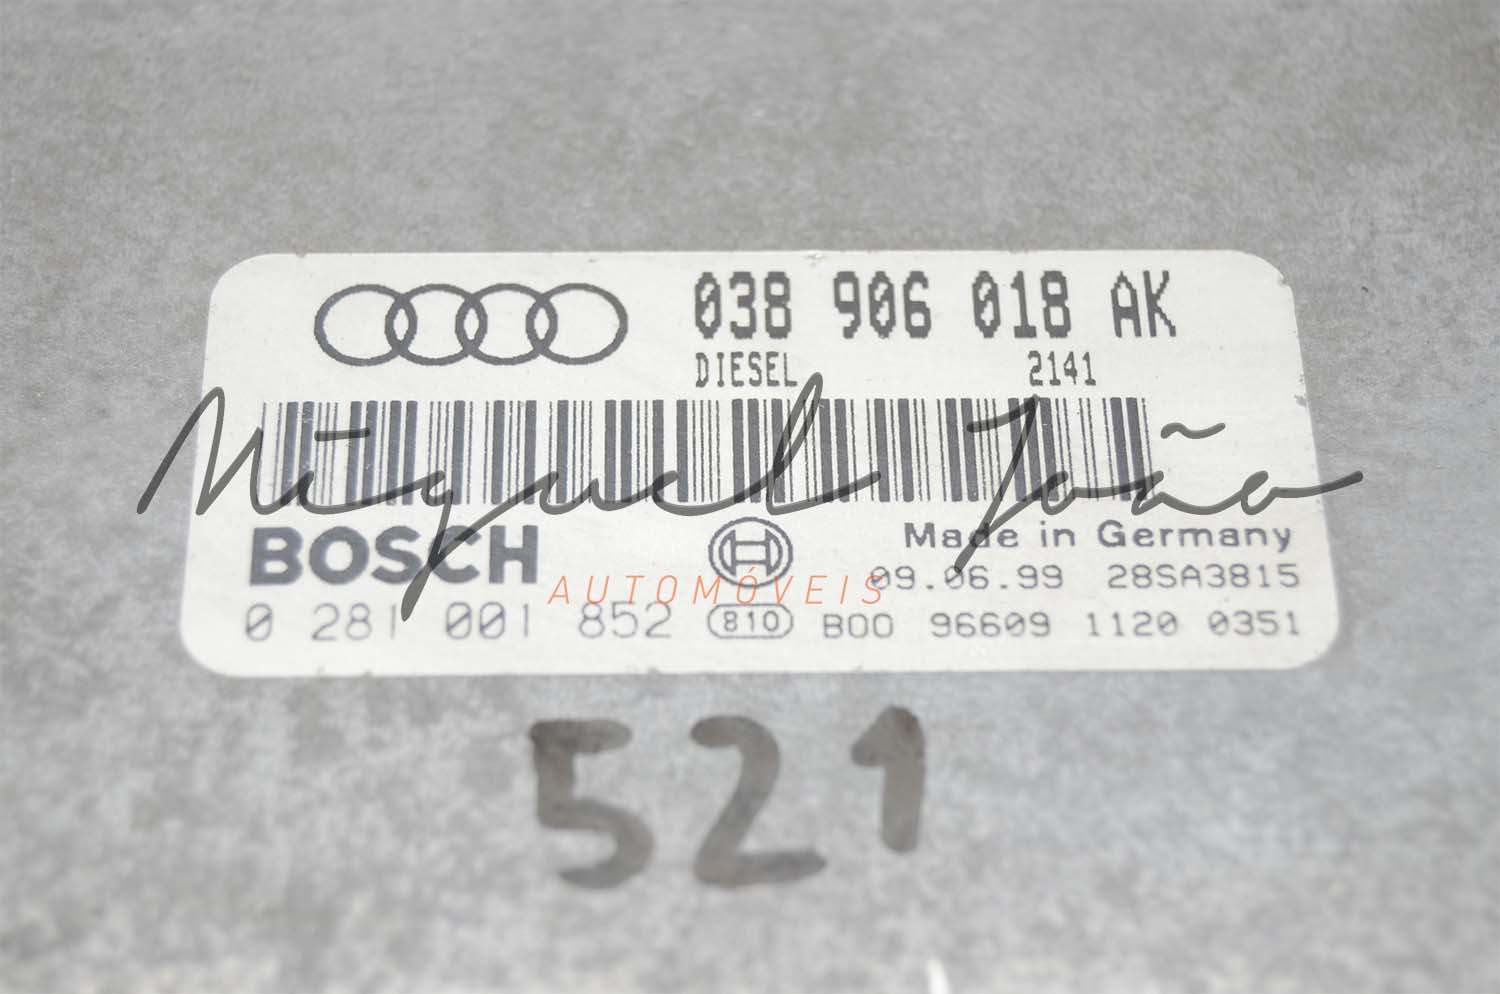 038 906 018 AK
DIESEL 2141
Miguel João
AUTOMÓVEIS
BOSCH
Made in Germany
09.06.99 28SA3815
0 281 001 852 810 B00 96609 1120 0351
521